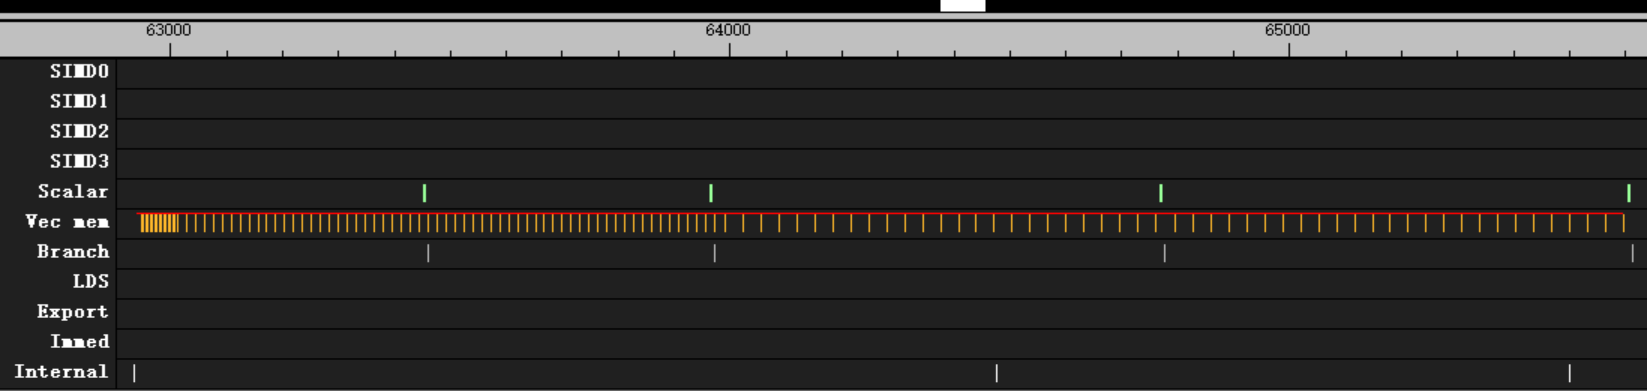 63000 64000 65000
SIMD0
SIMD1
SIMD2
SIMD3
Scalar
Vec mem
Branch
LDS
Export
Immed
Internal